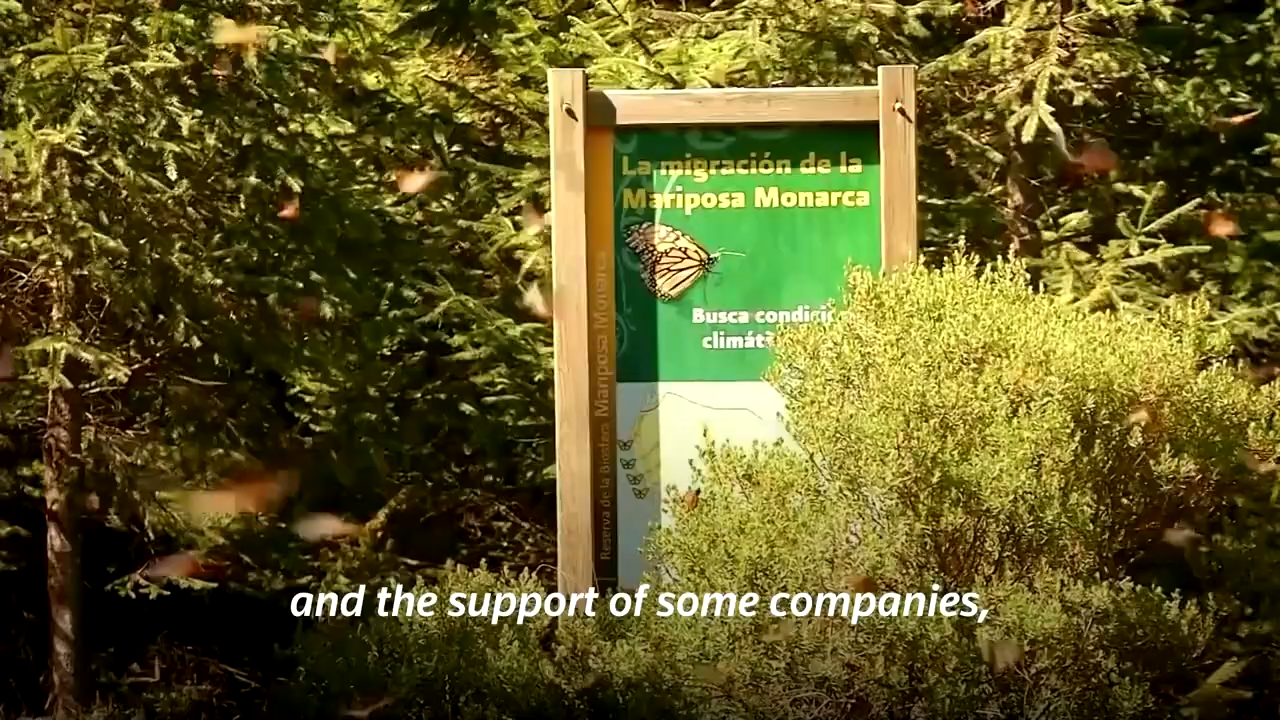 La migración de la
Mariposa Monarca
Busca
climát
Reserva de la Biosfera Mariposa Monarca
and the support of some companies,